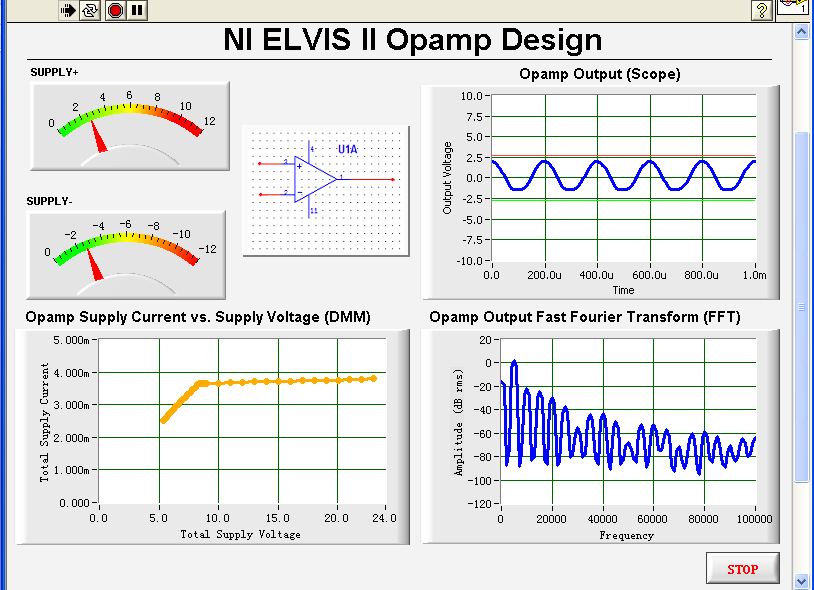 1
NI ELVIS II Opamp Design
SUPPLY+
0 2 4 6 8 10 12
SUPPLY-
0 -2 -4 -6 -8 -10 -12
U1A
4
3
+
1
2
-
11
Opamp Output (Scope)
Output Voltage
10.0
7.5
5.0
2.5
0.0
-2.5
-5.0
-7.5
-10.0
0.0 200.0u 400.0u 600.0u 800.0u 1.0m
Time
Opamp Supply Current vs. Supply Voltage (DMM)
Total Supply Current
5.000m
4.000m
3.000m
2.000m
1.000m
0.000
0.0 5.0 10.0 15.0 20.0 24.0
Total Supply Voltage
Opamp Output Fast Fourier Transform (FFT)
Amplitude (dB rms)
20
0
-20
-40
-60
-80
-100
-120
0 20000 40000 60000 80000 100000
Frequency
STOP